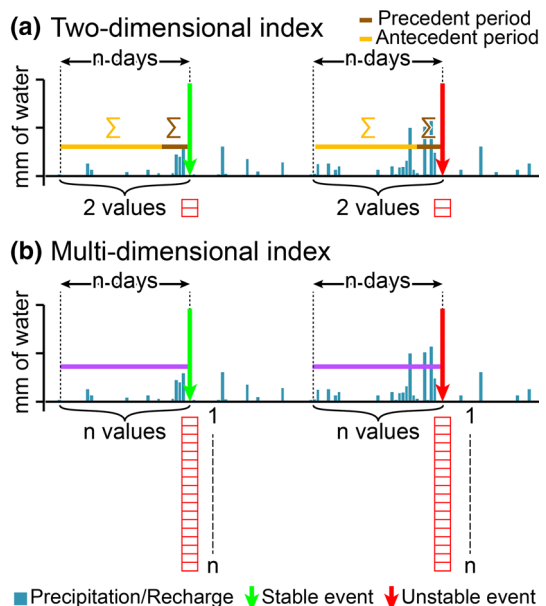 (a) Two-dimensional index
Precedent period
Antecedent period
n-days n-days
mm of water
Σ Σ Σ Σ
2 values 2 values
(b) Multi-dimensional index
n-days n-days
mm of water
n values 1 n values 1
n n
Precipitation/Recharge Stable event Unstable event